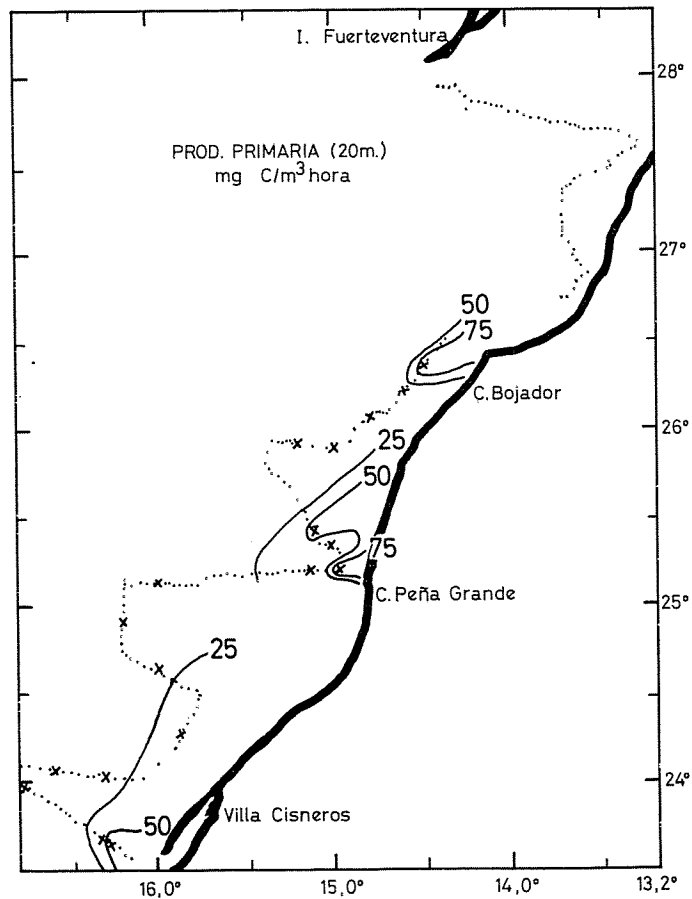 I. Fuerteventura
28°
PROD. PRIMARIA (20m.)
mg C/m³ hora
27°
50
75
C. Bojador
26°
25
50
75
C. Peña Grande
25°
25
24°
Villa Cisneros
50
16,0°
15,0°
14,0°
13,2°